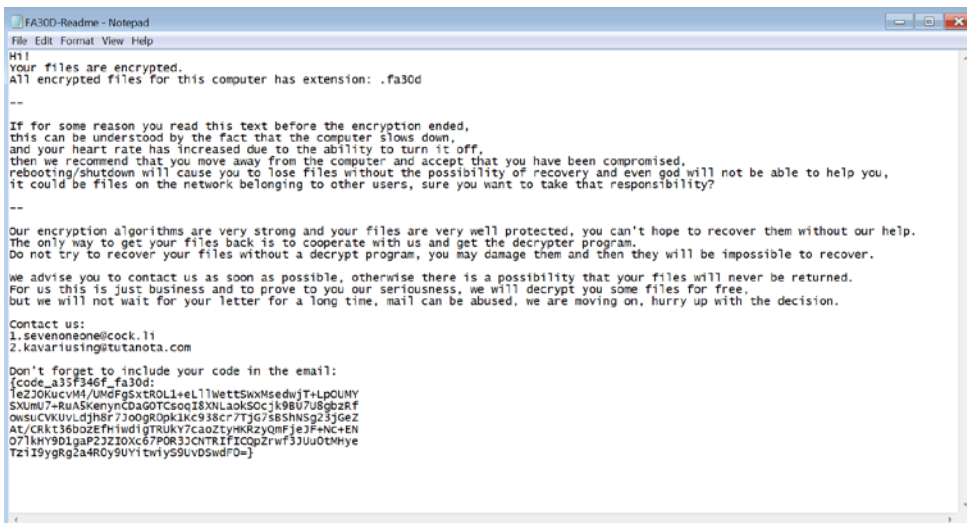 FA30D-Readme - Notepad
File Edit Format View Help
Hi!
Your files are encrypted.
All encrypted files for this computer has extension: .fa30d
--
If for some reason you read this text before the encryption ended,
this can be understood by the fact that the computer slows down,
and your heart rate has increased due to the ability to turn it off,
then we recommend that you move away from the computer and accept that you have been compromised,
rebooting/shutdown will cause you to lose files without the possibility of recovery and even god will not be able to help you,
it could be files on the network belonging to other users, sure you want to take that responsibility?
--
Our encryption algorithms are very strong and your files are very well protected, you can't hope to recover them without our help.
The only way to get your files back is to cooperate with us and get the decrypter program.
Do not try to recover your files without a decrypt program, you may damage them and then they will be impossible to recover.
We advise you to contact us as soon as possible, otherwise there is a possibility that your files will never be returned.
For us this is just business and to prove to you our seriousness, we will decrypt you some files for free,
but we will not wait for your letter for a long time, mail can be abused, we are moving on, hurry up with the decision.
Contact us:
1.sevenoneone@cock.li
2.kavariusing@tutanota.com
Don't forget to include your code in the email:
{code_a35f346f_fa30d: